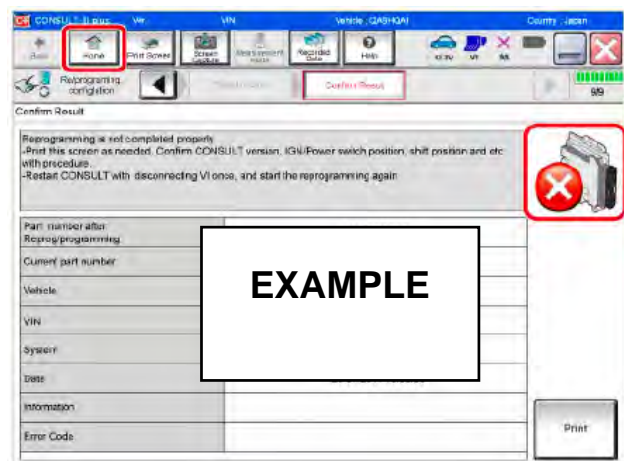 CONSULT-III plus Ver. VIN Vehicle : QASHQAI Country : Japan
Back Home Print Screen Screen Capture Measurement Mode Recorded Data Help VI
Reprogramming configuration Confirm Result 9/9
Confirm Result
Reprogramming is not completed properly
-Print this screen as needed. Confirm CONSULT version, IGN/Power switch position, shift position and etc
with procedure.
-Restart CONSULT with disconnecting VI once, and start the reprogramming again
Part number after
Reprog/programming
Current part number
Vehicle
VIN
System
Date
Information
Error Code
EXAMPLE
Print